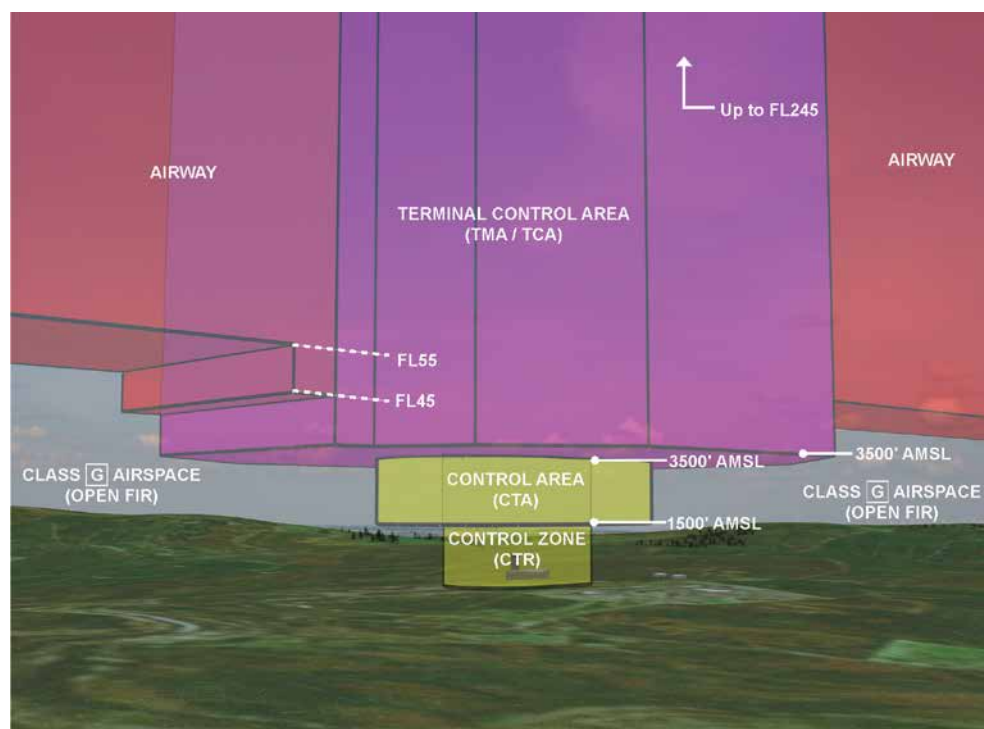 Up to FL245
AIRWAY
AIRWAY
TERMINAL CONTROL AREA
(TMA / TCA)
FL55
FL45
3500' AMSL
3500' AMSL
CLASS G AIRSPACE
(OPEN FIR)
CONTROL AREA
(CTA)
CLASS G AIRSPACE
(OPEN FIR)
1500' AMSL
CONTROL ZONE
(CTR)